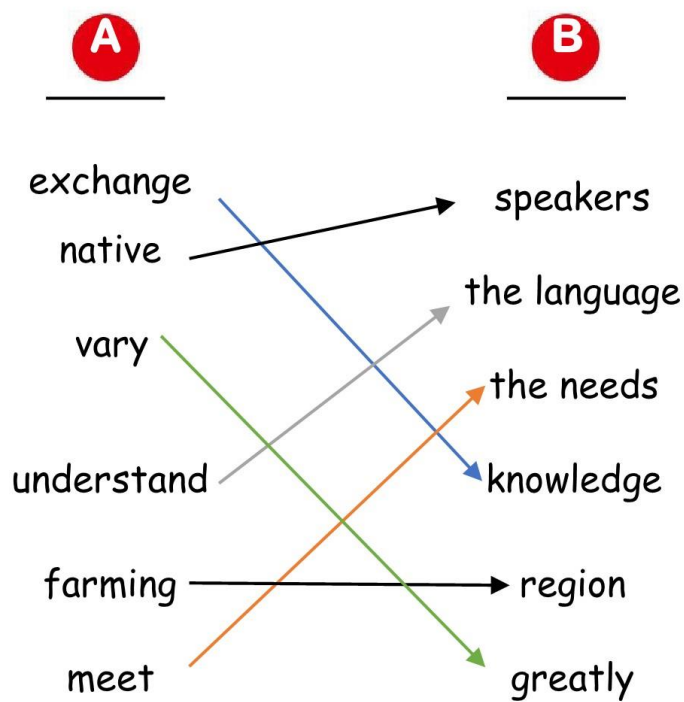 A
B
exchange
speakers
native
the language
vary
the needs
understand
knowledge
farming
region
meet
greatly